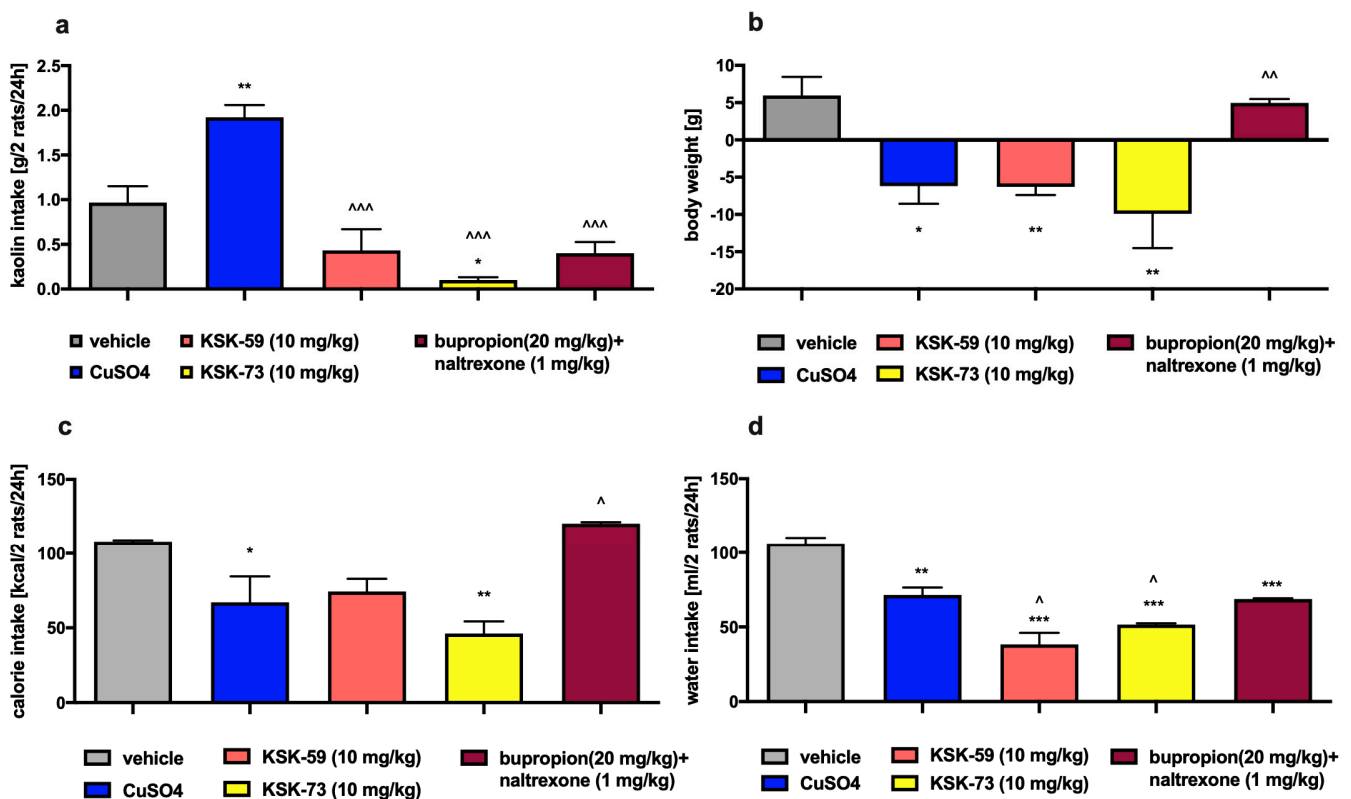 a
kaolin intake [g/2 rats/24h]
2.5
2.0
1.5
1.0
0.5
0.0
**
^^^
^^^
*
^^^
vehicle
KSK-59 (10 mg/kg)
bupropion(20 mg/kg)+
naltrexone (1 mg/kg)
CuSO4
KSK-73 (10 mg/kg)
b
body weight [g]
10
5
0
-5
-10
-15
-20
*
**
**
^^
vehicle
KSK-59 (10 mg/kg)
bupropion(20 mg/kg)+
naltrexone (1 mg/kg)
CuSO4
KSK-73 (10 mg/kg)
c
calorie intake [kcal/2 rats/24h]
150
100
50
0
*
**
^
vehicle
KSK-59 (10 mg/kg)
bupropion(20 mg/kg)+
naltrexone (1 mg/kg)
CuSO4
KSK-73 (10 mg/kg)
d
water intake [ml/2 rats/24h]
150
100
50
0
**
^
***
^
***
***
vehicle
KSK-59 (10 mg/kg)
bupropion(20 mg/kg)+
naltrexone (1 mg/kg)
CuSO4
KSK-73 (10 mg/kg)